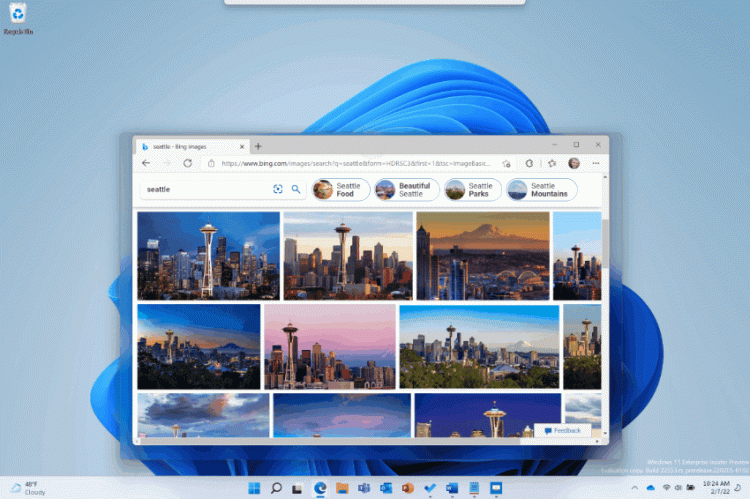 Recycle Bin
seattle - Bing images
https://www.bing.com/images/search?q=seattle&form=HDRSC3&first=1&tsc=ImageBasic...
seattle
Seattle
Food
Beautiful
Seattle
Seattle
Parks
Seattle
Mountains
Feedback
Windows 11 Enterprise Insider Preview
Evaluation copy. Build
48°F
Cloudy
10:24 AM
2/7/22